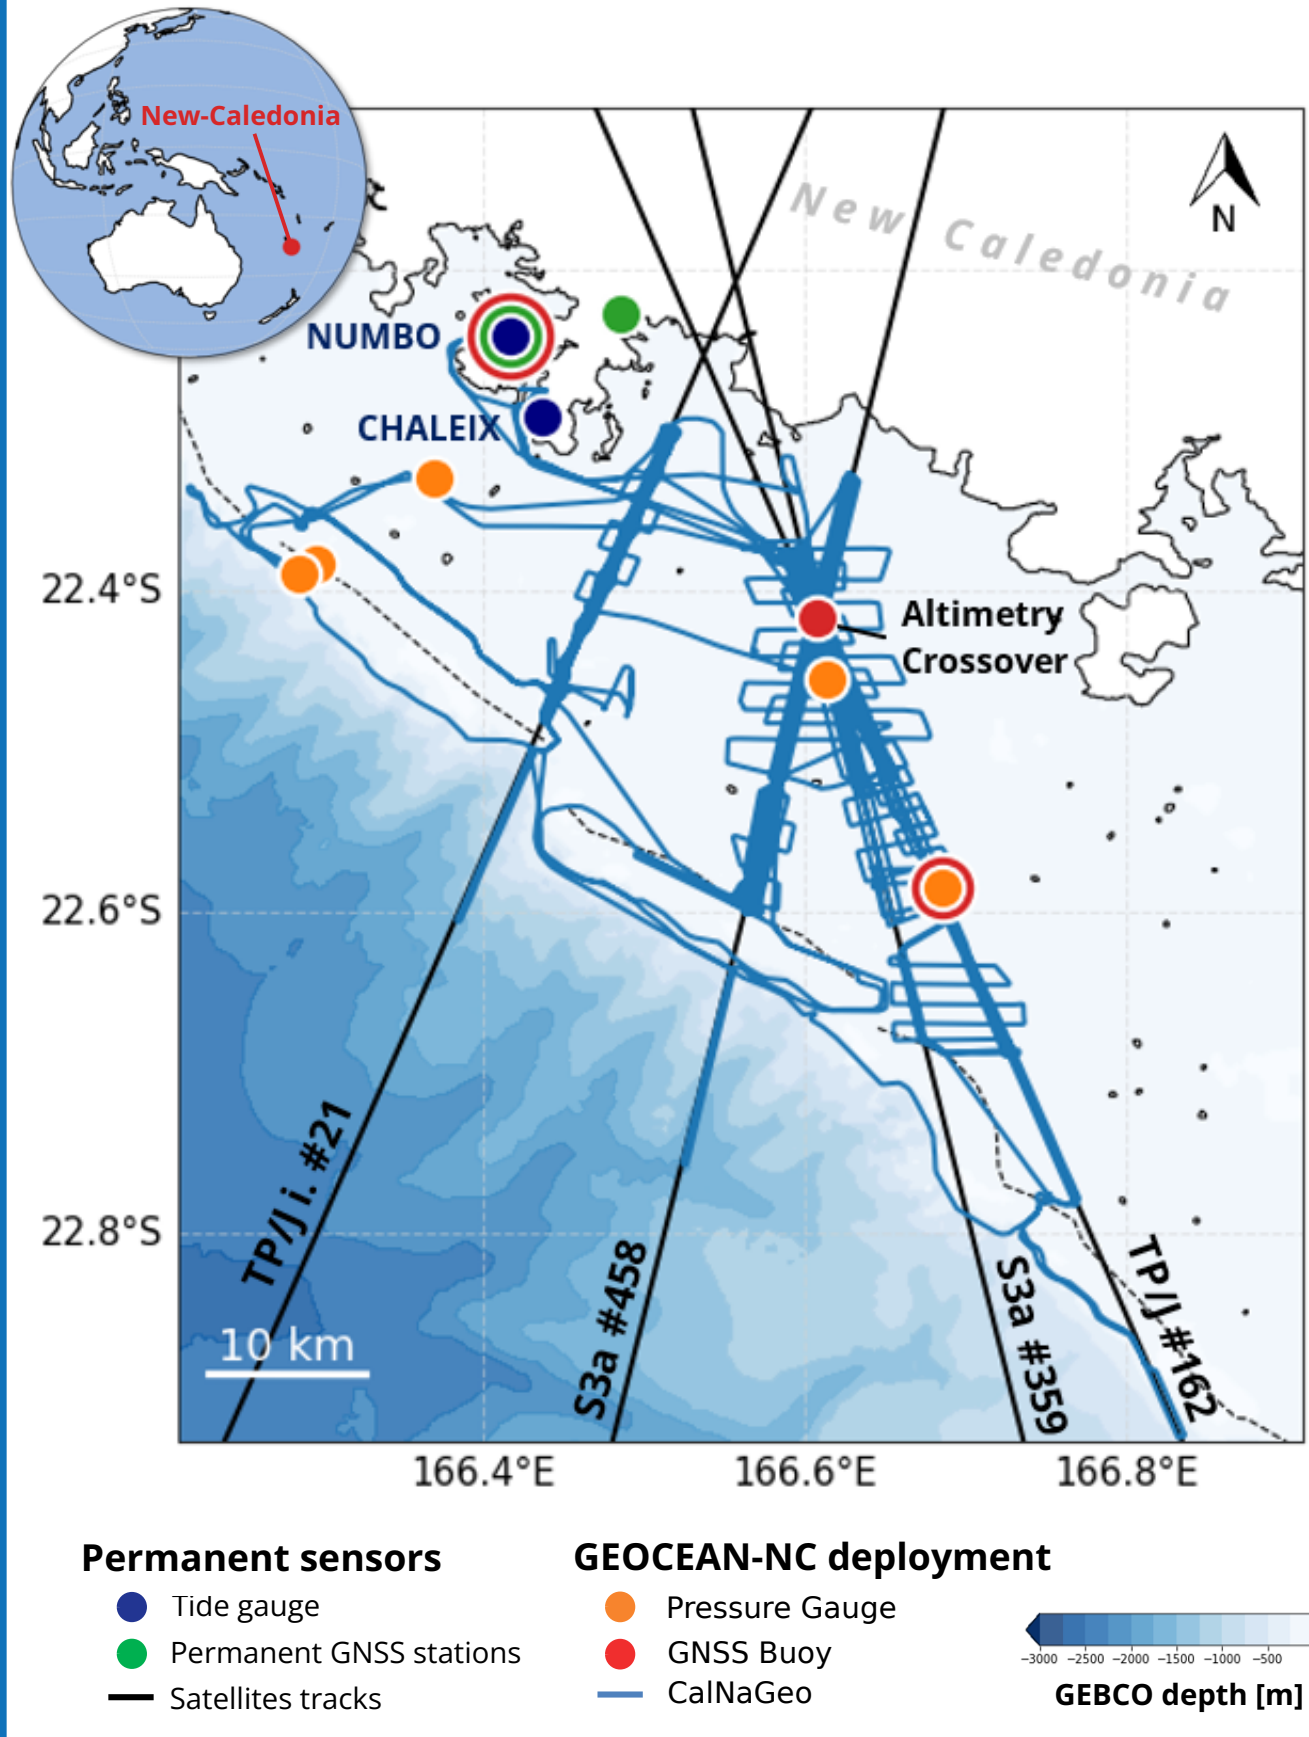 New-Caledonia
New Caledonia
N
NUMBO
CHALEIX
22.4°S
Altimetry
Crossover
22.6°S
22.8°S
TP/J i. #21
S3a #458
S3a #359
TP/J #162
10 km
166.4°E 166.6°E 166.8°E
Permanent sensors
Tide gauge
Permanent GNSS stations
Satellites tracks
GEOCEAN-NC deployment
Pressure Gauge
GNSS Buoy
CalNaGeo
−3000 −2500 −2000 −1500 −1000 −500
GEBCO depth [m]